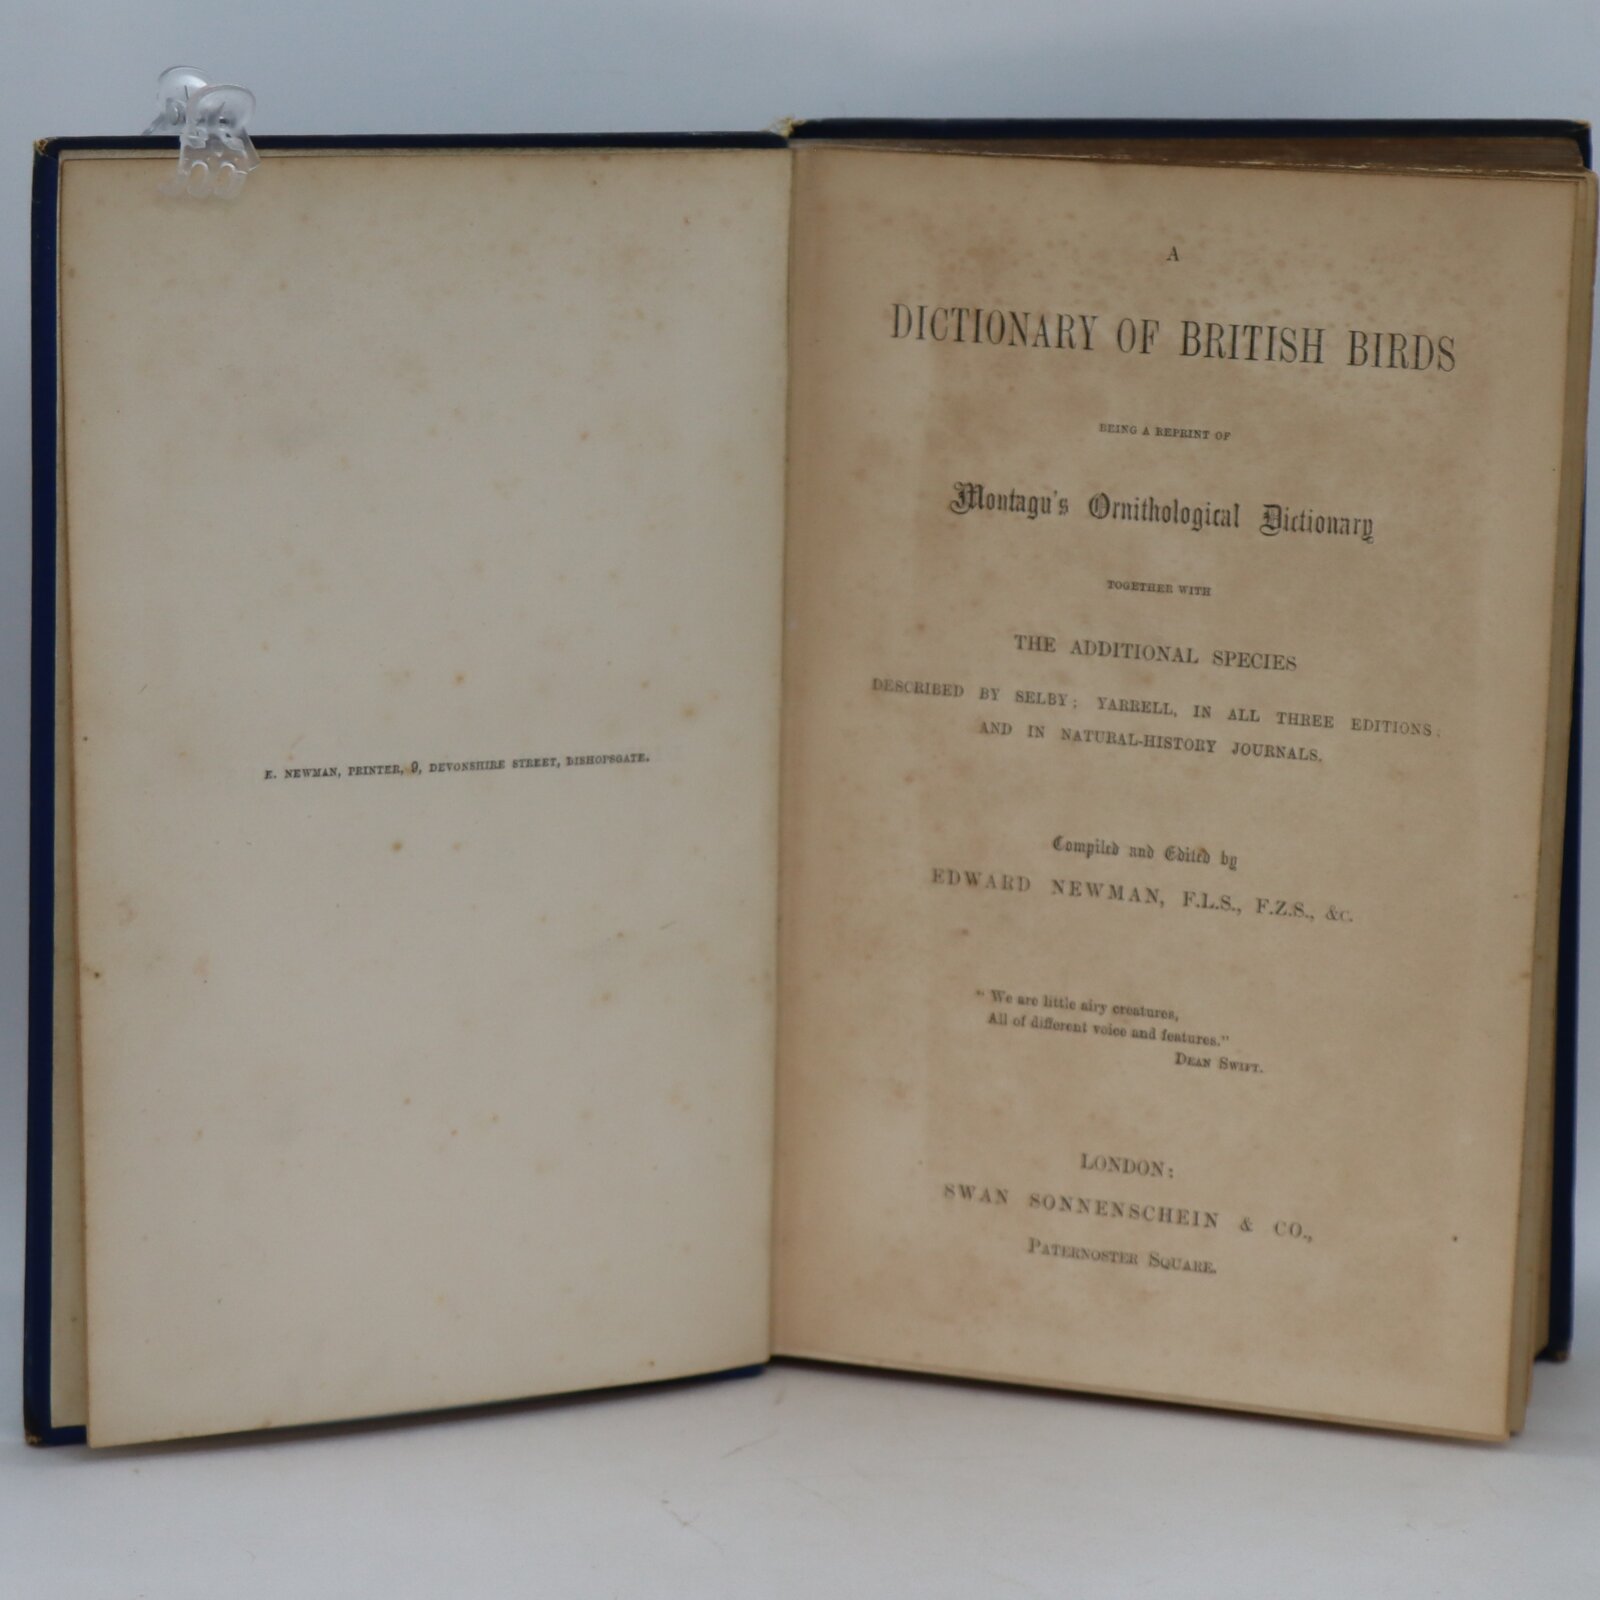 E. NEWMAN, PRINTER, 9, DEVONSHIRE STREET, BISHOPSGATE.
A
DICTIONARY OF BRITISH BIRDS
BEING A REPRINT OF
Montagu's Ornithological Dictionary
TOGETHER WITH
THE ADDITIONAL SPECIES
DESCRIBED BY SELBY; YARRELL, IN ALL THREE EDITIONS;
AND IN NATURAL-HISTORY JOURNALS.
Compiled and Edited by
EDWARD NEWMAN, F.L.S., F.Z.S., &c.
"We are little airy creatures,
All of different voice and features."
DEAN SWIFT.
LONDON:
SWAN SONNENSCHEIN & CO.,
PATERNOSTER SQUARE.